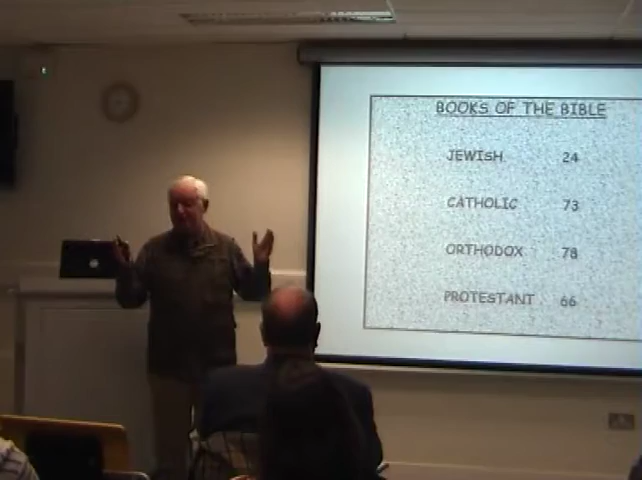 BOOKS OF THE BIBLE
JEWISH 24
CATHOLIC 73
ORTHODOX 78
PROTESTANT 66